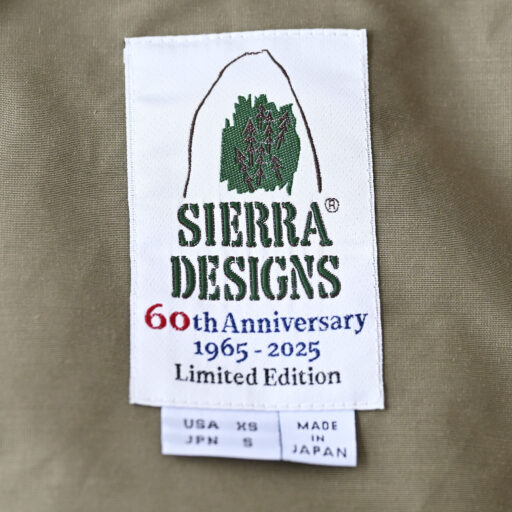 SIERRA®
DESIGNS
60th Anniversary
1965 - 2025
Limited Edition
USA XS
JPN S
MADE
IN
JAPAN